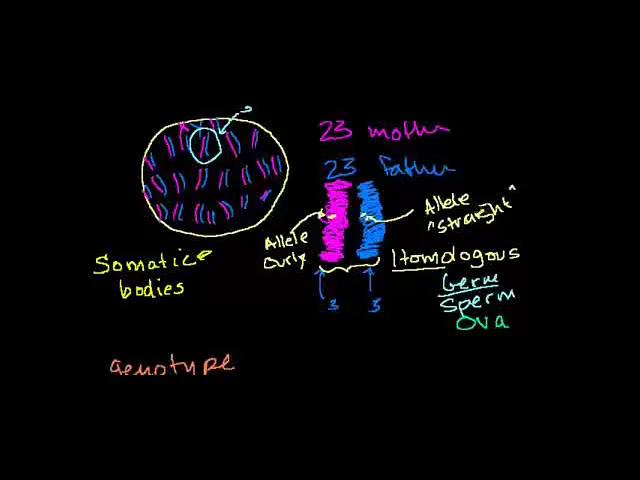 23 mother
23 father
Allele
"straight"
Allele
curly
Homologous
Somatic
bodies
Germ
Sperm
Ova
3 3
Genotype